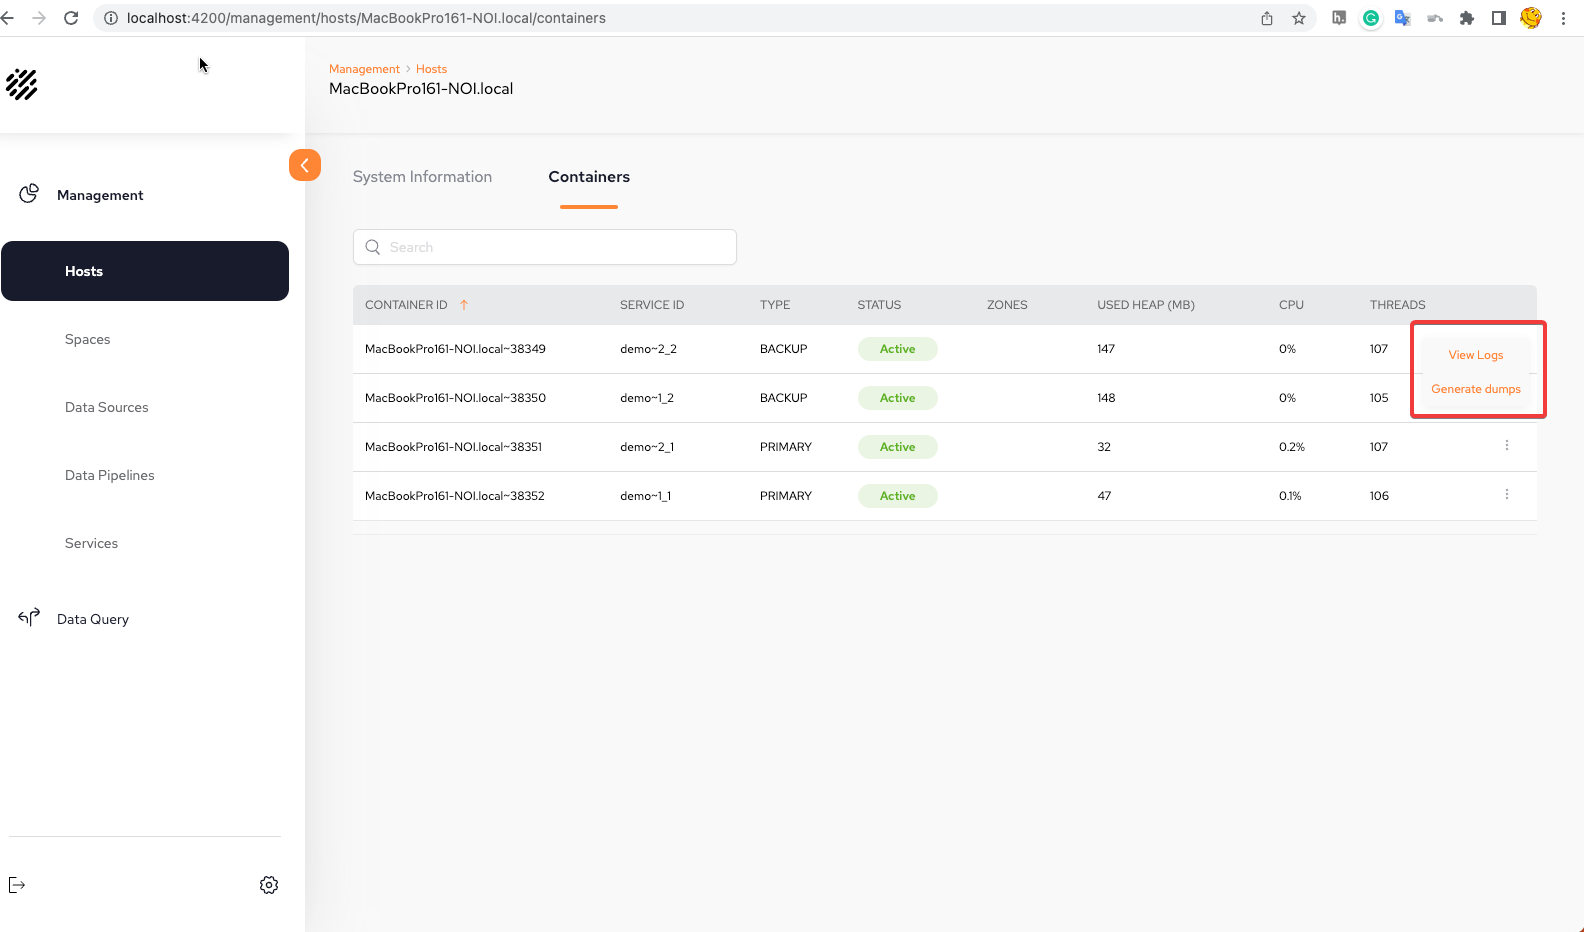 localhost:4200/management/hosts/MacBookPro161-NOI.local/containers
Management > Hosts
MacBookPro161-NOI.local
Management
Hosts
Spaces
Data Sources
Data Pipelines
Services
Data Query
System Information Containers
Search
CONTAINER ID SERVICE ID TYPE STATUS ZONES USED HEAP (MB) CPU THREADS
MacBookPro161-NOI.local~38349 demo~2_2 BACKUP Active 147 0% 107
View Logs
Generate dumps
MacBookPro161-NOI.local~38350 demo~1_2 BACKUP Active 148 0% 105
MacBookPro161-NOI.local~38351 demo~2_1 PRIMARY Active 32 0.2% 107
MacBookPro161-NOI.local~38352 demo~1_1 PRIMARY Active 47 0.1% 106